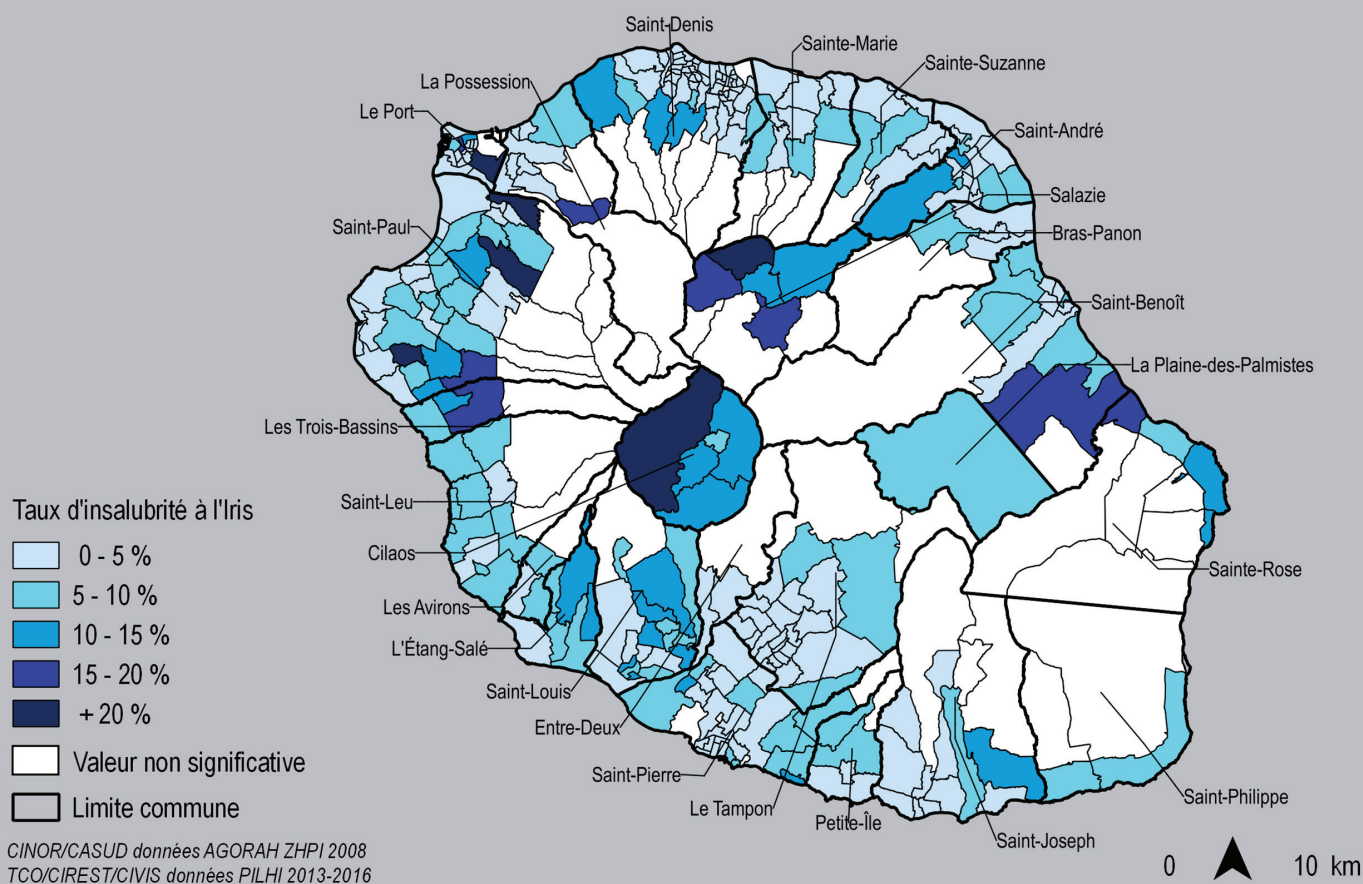 Saint-Denis
Sainte-Marie
Sainte-Suzanne
La Possession
Le Port
Saint-André
Salazie
Saint-Paul
Bras-Panon
Saint-Benoît
La Plaine-des-Palmistes
Les Trois-Bassins
Saint-Leu
Cilaos
Sainte-Rose
Les Avirons
L'Étang-Salé
Saint-Louis
Entre-Deux
Saint-Pierre
Le Tampon
Petite-Île
Saint-Joseph
Saint-Philippe
Taux d'insalubrité à l'Iris
0 - 5 %
5 - 10 %
10 - 15 %
15 - 20 %
+ 20 %
Valeur non significative
Limite commune
CINOR/CASUD données AGORAH ZHPI 2008
TCO/CIREST/CIVIS données PILHI 2013-2016
0 10 km